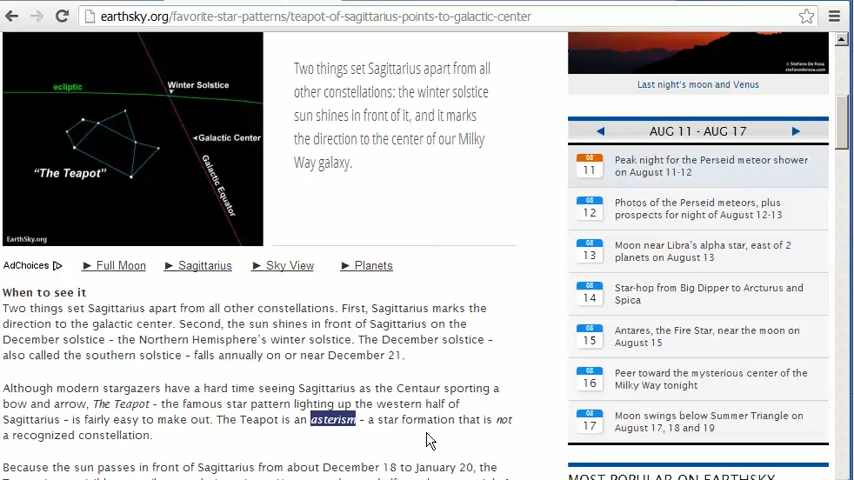 earthsky.org/favorite-star-patterns/teapot-of-sagittarius-points-to-galactic-center
ecliptic
Winter Solstice
Galactic Center
Galactic Equator
"The Teapot"
EarthSky.org
Two things set Sagittarius apart from all
other constellations: the winter solstice
sun shines in front of it, and it marks
the direction to the center of our Milky
Way galaxy.
AdChoices
► Full Moon
► Sagittarius
► Sky View
► Planets
When to see it
Two things set Sagittarius apart from all other constellations. First, Sagittarius marks the
direction to the galactic center. Second, the sun shines in front of Sagittarius on the
December solstice – the Northern Hemisphere's winter solstice. The December solstice –
also called the southern solstice – falls annually on or near December 21.
Although modern stargazers have a hard time seeing Sagittarius as the Centaur sporting a
bow and arrow, The Teapot – the famous star pattern lighting up the western half of
Sagittarius – is fairly easy to make out. The Teapot is an asterism – a star formation that is not
a recognized constellation.
Because the sun passes in front of Sagittarius from about December 18 to January 20, the
© Stefano De Rosa
stefanoderosa.com
Last night's moon and Venus
AUG 11 - AUG 17
08
11
Peak night for the Perseid meteor shower
on August 11-12
08
12
Photos of the Perseid meteors, plus
prospects for night of August 12-13
08
13
Moon near Libra's alpha star, east of 2
planets on August 13
08
14
Star-hop from Big Dipper to Arcturus and
Spica
08
15
Antares, the Fire Star, near the moon on
August 15
08
16
Peer toward the mysterious center of the
Milky Way tonight
08
17
Moon swings below Summer Triangle on
August 17, 18 and 19
MOST POPULAR ON EARTHSKY